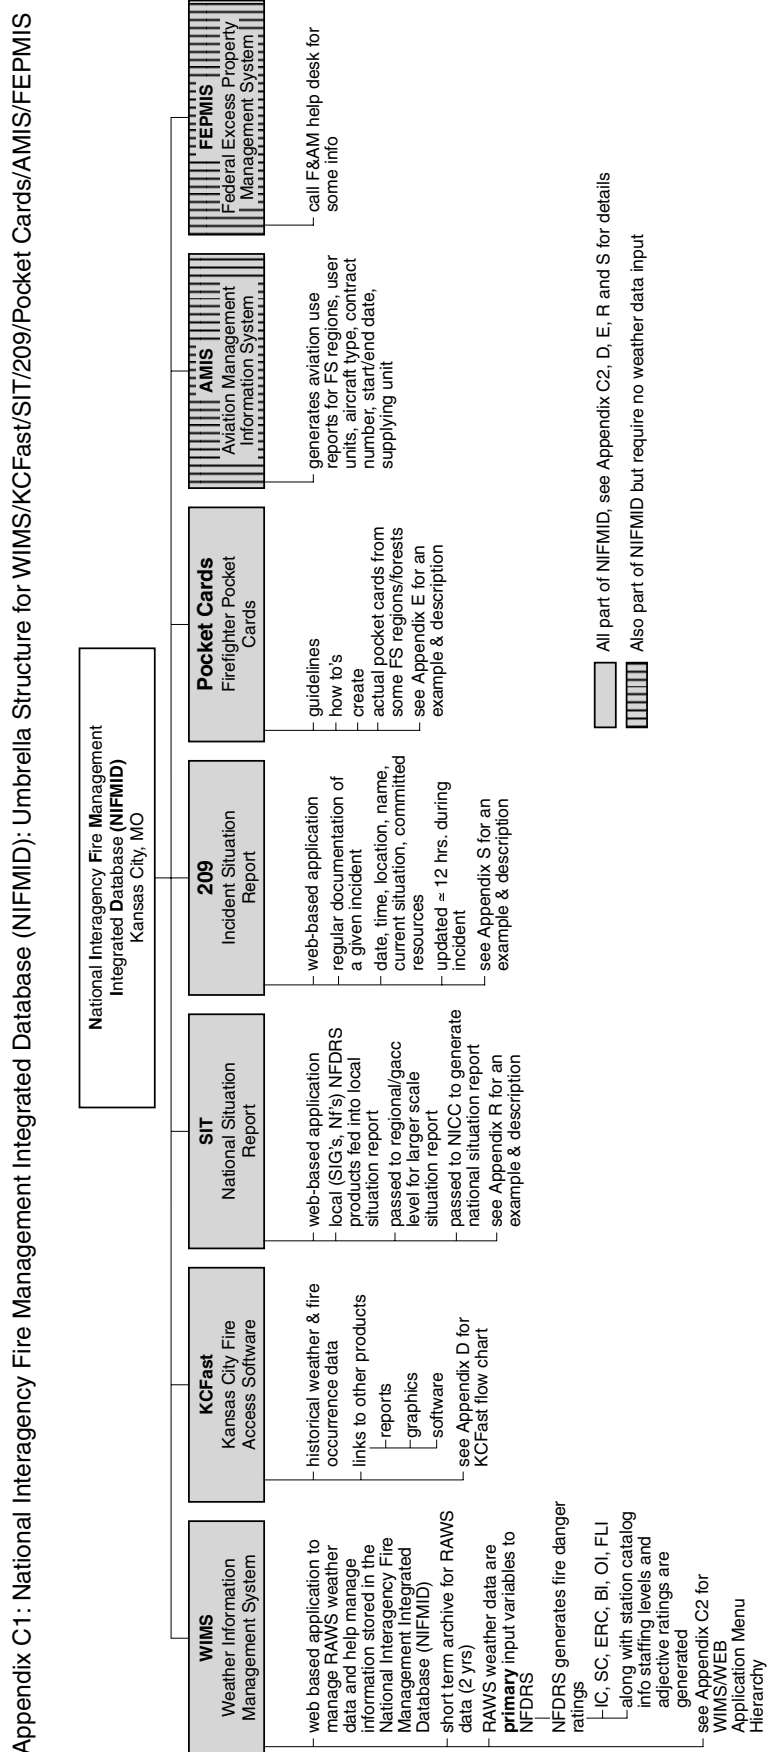 Appendix C1: National Interagency Fire Management Integrated Database (NIFMID): Umbrella Structure for WIMS/KCFast/SIT/209/Pocket Cards/AMIS/FEPMIS
National Interagency Fire Management
Integrated Database (NIFMID)
Kansas City, MO
WIMS
Weather Information
Management System
web based application to
manage RAWS weather
data and help manage
information stored in the
National Interagency Fire
Management Integrated
Database (NIFMID)
short term archive for RAWS
data (2 yrs)
RAWS weather data are
primary input variables to
NFDRS
NFDRS generates fire danger
ratings
IC, SC, ERC, BI, OI, FLI
along with station catalog
info staffing levels and
adjective ratings are
generated
see Appendix C2 for
WIMS/WEB
Application Menu
Hierarchy
KCFast
Kansas City Fire
Access Software
historical weather & fire
occurrence data
links to other products
reports
graphics
software
see Appendix D for
KCFast flow chart
SIT
National Situation
Report
web-based application
local (SIG's, Nf's) NFDRS
products fed into local
situation report
passed to regional/gacc
level for larger scale
situation report
passed to NICC to generate
national situation report
see Appendix R for an
example & description
209
Incident Situation
Report
web-based application
regular documentation of
a given incident
date, time, location, name,
current situation, committed
resources
updated ≃ 12 hrs. during
incident
see Appendix S for an
example & description
Pocket Cards
Firefighter Pocket
Cards
guidelines
how to's
create
actual pocket cards from
some FS regions/forests
see Appendix E for an
example & description
AMIS
Aviation Management
Information System
generates aviation use
reports for FS regions, user
units, aircraft type, contract
number, start/end date,
supplying unit
FEPMIS
Federal Excess Property
Management System
call F&AM help desk for
some info
All part of NIFMID, see Appendix C2, D, E, R and S for details
Also part of NIFMID but require no weather data input